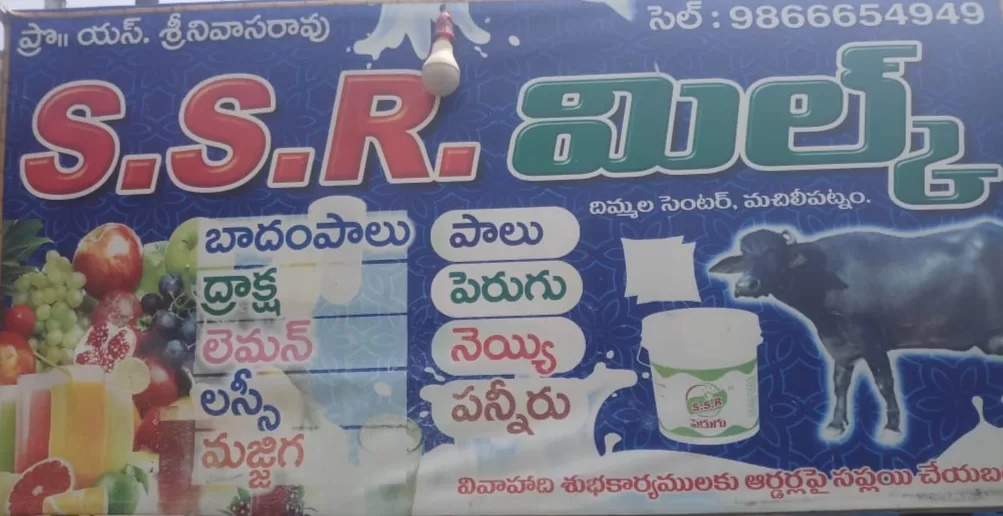 ప్రొ॥ యస్. శ్రీనివాసరావు
సెల్ : 9866654949
S.S.R. మిల్క్
దిమ్మల సెంటర్, మచిలీపట్నం.
బాదంపాలు
ద్రాక్ష
లెమన్
లస్సీ
మజ్జిగ
పాలు
పెరుగు
నెయ్యి
పన్నీరు
S.S.R
పెరుగు
వివాహాది శుభకార్యములకు ఆర్డర్లపై సప్లయి చేయబ